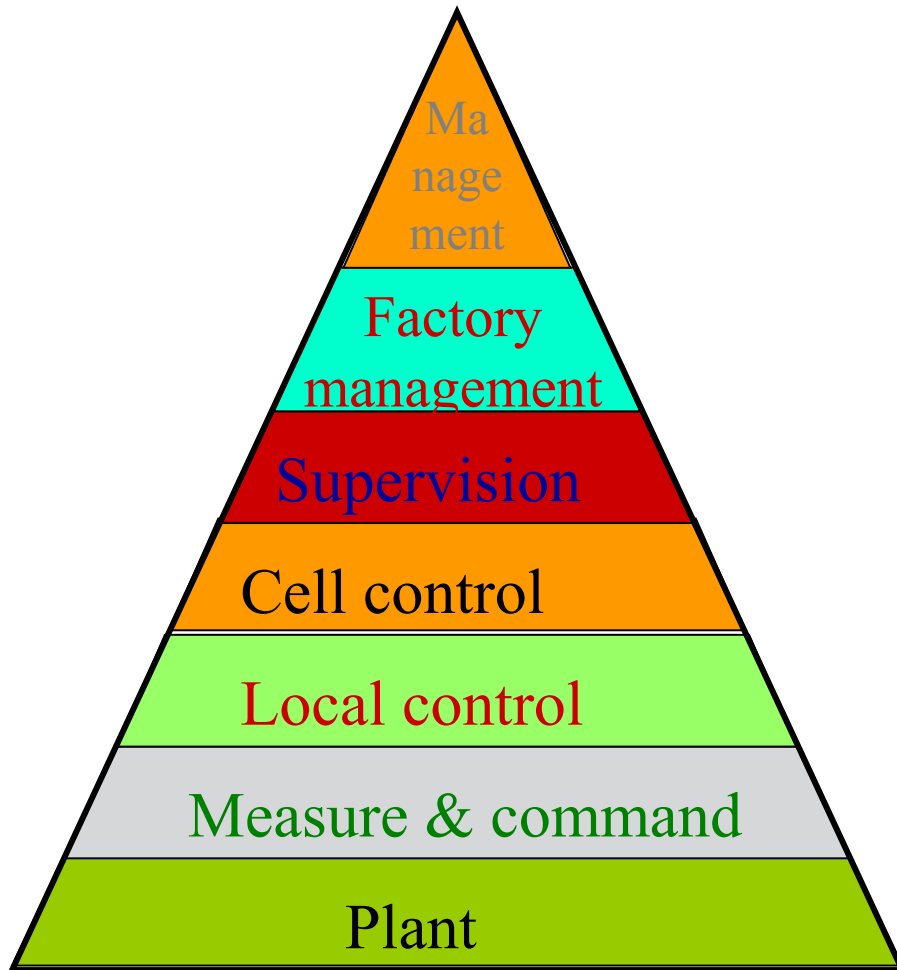 Ma
nage
ment
Factory
management
Supervision
Cell control
Local control
Measure & command
Plant